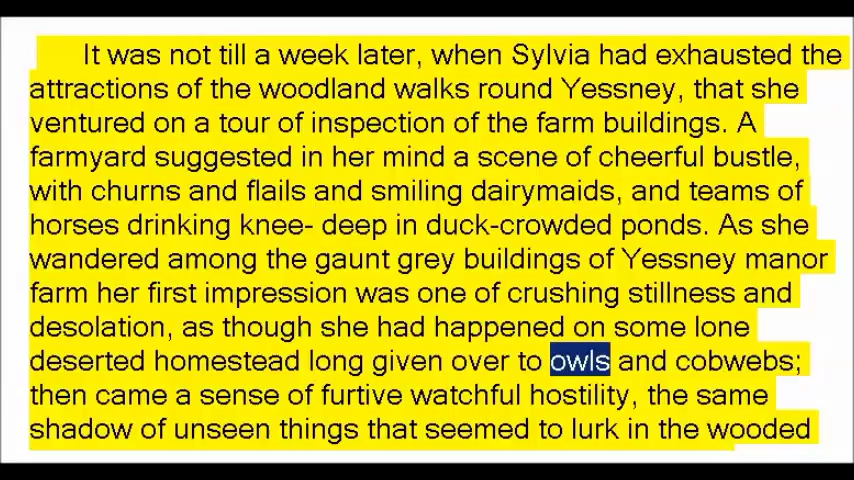 It was not till a week later, when Sylvia had exhausted the
attractions of the woodland walks round Yessney, that she
ventured on a tour of inspection of the farm buildings. A
farmyard suggested in her mind a scene of cheerful bustle,
with churns and flails and smiling dairymaids, and teams of
horses drinking knee- deep in duck-crowded ponds. As she
wandered among the gaunt grey buildings of Yessney manor
farm her first impression was one of crushing stillness and
desolation, as though she had happened on some lone
deserted homestead long given over to owls and cobwebs;
then came a sense of furtive watchful hostility, the same
shadow of unseen things that seemed to lurk in the wooded